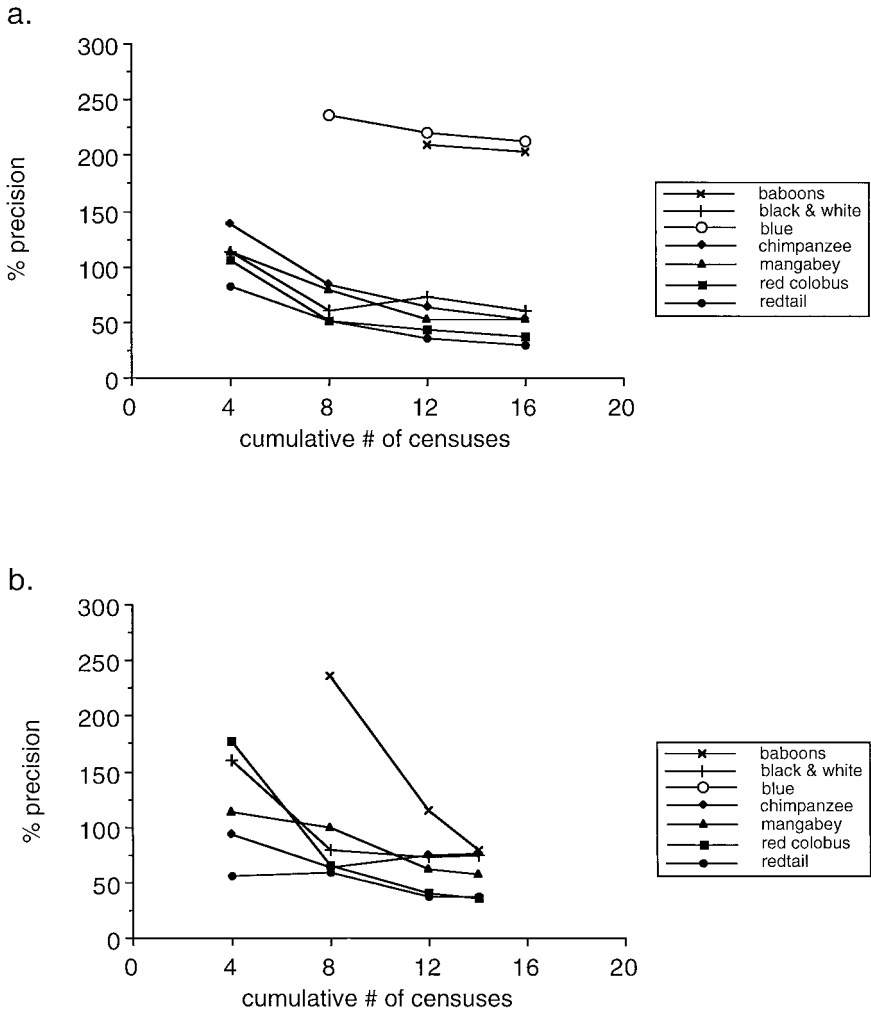 a.
300
250
200
150
100
50
0
% precision
0 4 8 12 16 20
cumulative # of censuses
baboons
black & white
blue
chimpanzee
mangabey
red colobus
redtail
b.
300
250
200
150
100
50
0
% precision
0 4 8 12 16 20
cumulative # of censuses
baboons
black & white
blue
chimpanzee
mangabey
red colobus
redtail